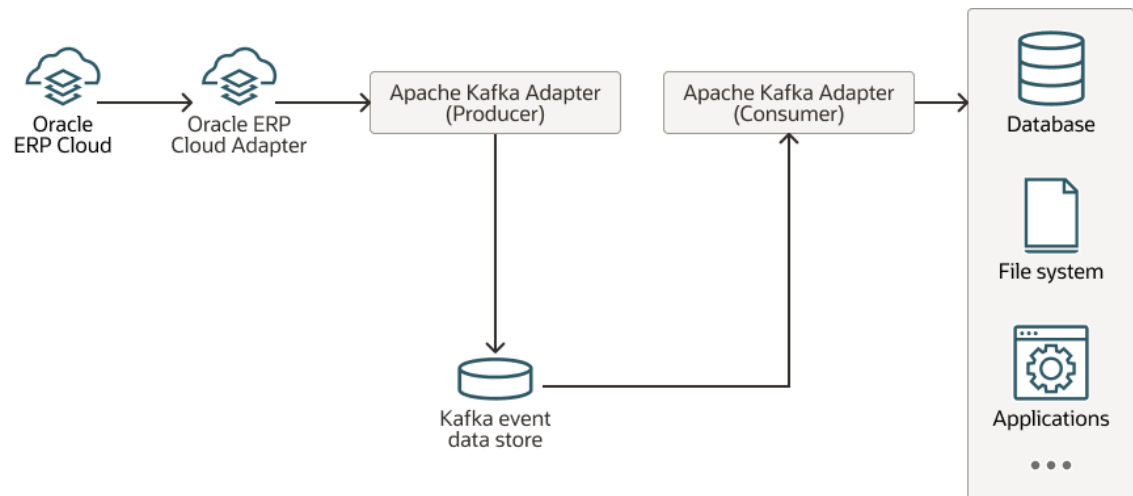 Oracle
ERP Cloud
Oracle ERP
Cloud Adapter
Apache Kafka Adapter
(Producer)
Apache Kafka Adapter
(Consumer)
Kafka event
data store
Database
File system
Applications